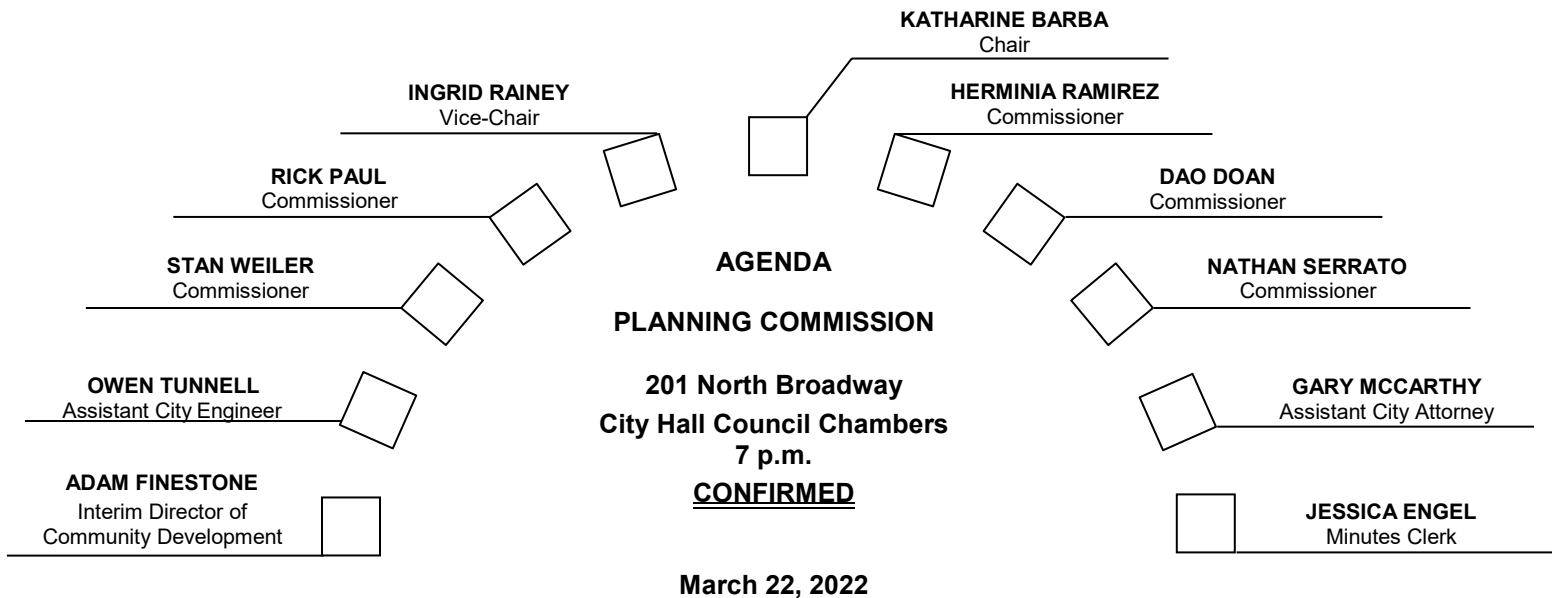 KATHARINE BARBA
Chair
INGRID RAINEY
Vice-Chair
HERMINIA RAMIREZ
Commissioner
RICK PAUL
Commissioner
DAO DOAN
Commissioner
STAN WEILER
Commissioner
NATHAN SERRATO
Commissioner
OWEN TUNNELL
Assistant City Engineer
GARY MCCARTHY
Assistant City Attorney
ADAM FINESTONE
Interim Director of
Community Development
JESSICA ENGEL
Minutes Clerk
AGENDA
PLANNING COMMISSION
201 North Broadway
City Hall Council Chambers
7 p.m.
CONFIRMED
March 22, 2022